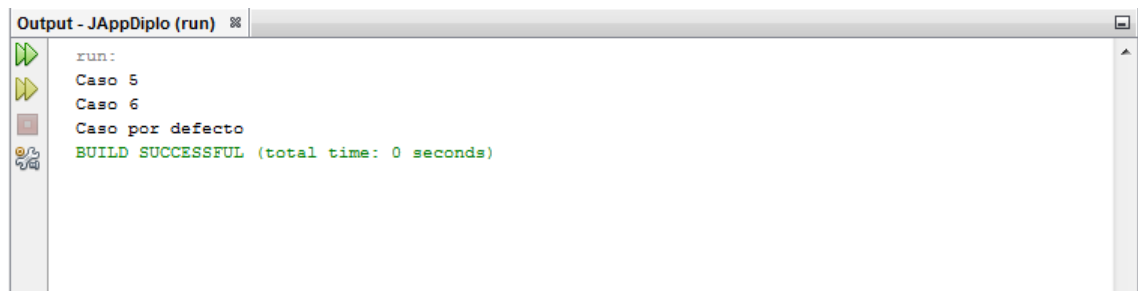 Output - JAppDiplo (run)
run:
Caso 5
Caso 6
Caso por defecto
BUILD SUCCESSFUL (total time: 0 seconds)